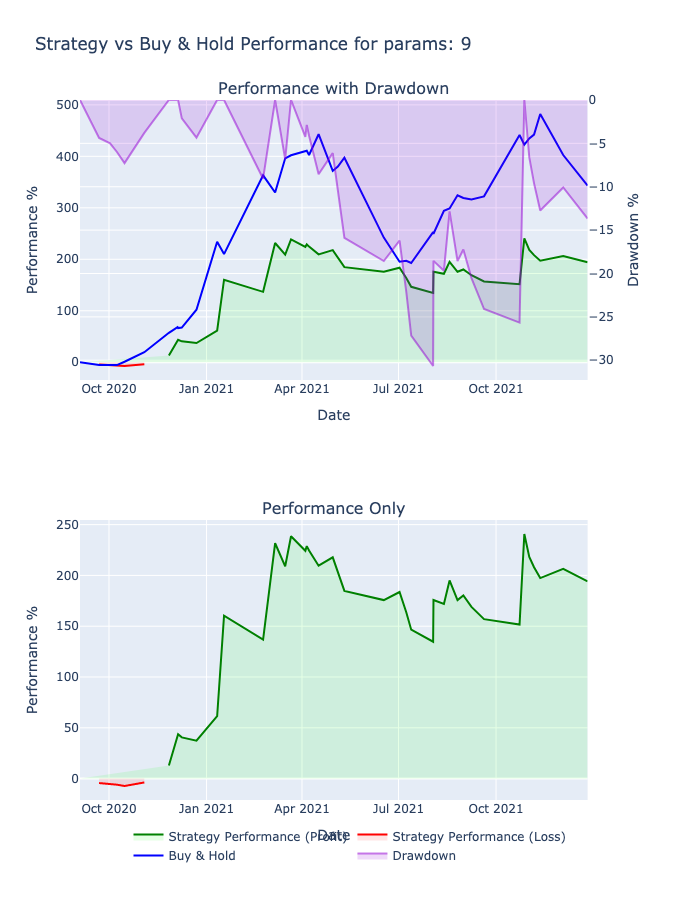 Strategy vs Buy & Hold Performance for params: 9
Performance with Drawdown
500
400
300
200
100
0
Performance %
0
−5
−10
−15
−20
−25
−30
Drawdown %
Oct 2020 Jan 2021 Apr 2021 Jul 2021 Oct 2021
Date
Performance Only
250
200
150
100
50
0
Performance %
Oct 2020 Jan 2021 Apr 2021 Jul 2021 Oct 2021
Date
Strategy Performance (Profit) Strategy Performance (Loss)
Buy & Hold Drawdown